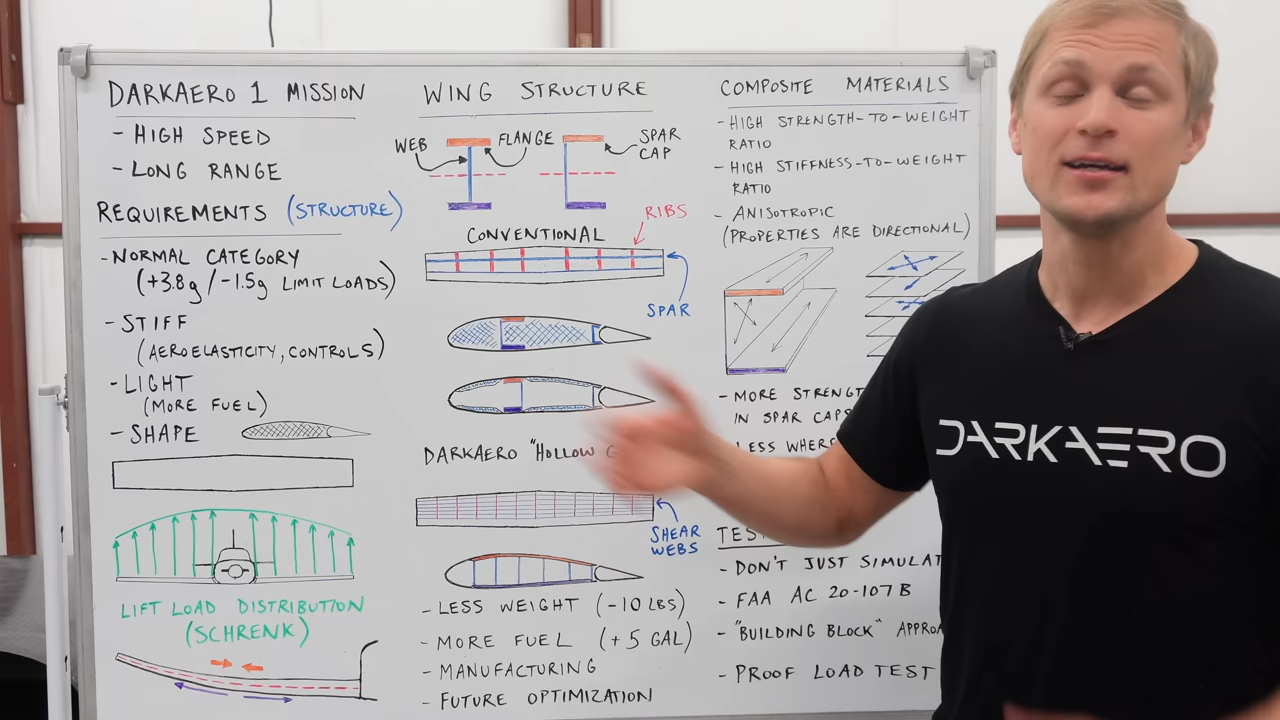 DARKAERO 1 MISSION
- HIGH SPEED
- LONG RANGE
REQUIREMENTS (STRUCTURE)
- NORMAL CATEGORY
(+3.8g/-1.5g LIMIT LOADS)
- STIFF
(AEROELASTICITY, CONTROLS)
- LIGHT
(MORE FUEL)
- SHAPE
LIFT LOAD DISTRIBUTION
(SCHRENK)
WING STRUCTURE
WEB
FLANGE
SPAR
CAP
RIBS
CONVENTIONAL
SPAR
DARKAERO "HOLLOW
SHEAR
WEBS
- LESS WEIGHT (-10 LBS)
- MORE FUEL (+5 GAL)
- MANUFACTURING
- FUTURE OPTIMIZATION
COMPOSITE MATERIALS
- HIGH STRENGTH-TO-WEIGHT
RATIO
- HIGH STIFFNESS-TO-WEIGHT
RATIO
- ANISOTROPIC
(PROPERTIES ARE DIRECTIONAL)
- MORE
IN SPAR CAPS
LESS
- DON'T JUST
- FAA AC 20-107B
- "BUILDING BLOCK"
- PROOF LOAD TEST
DARKAERO